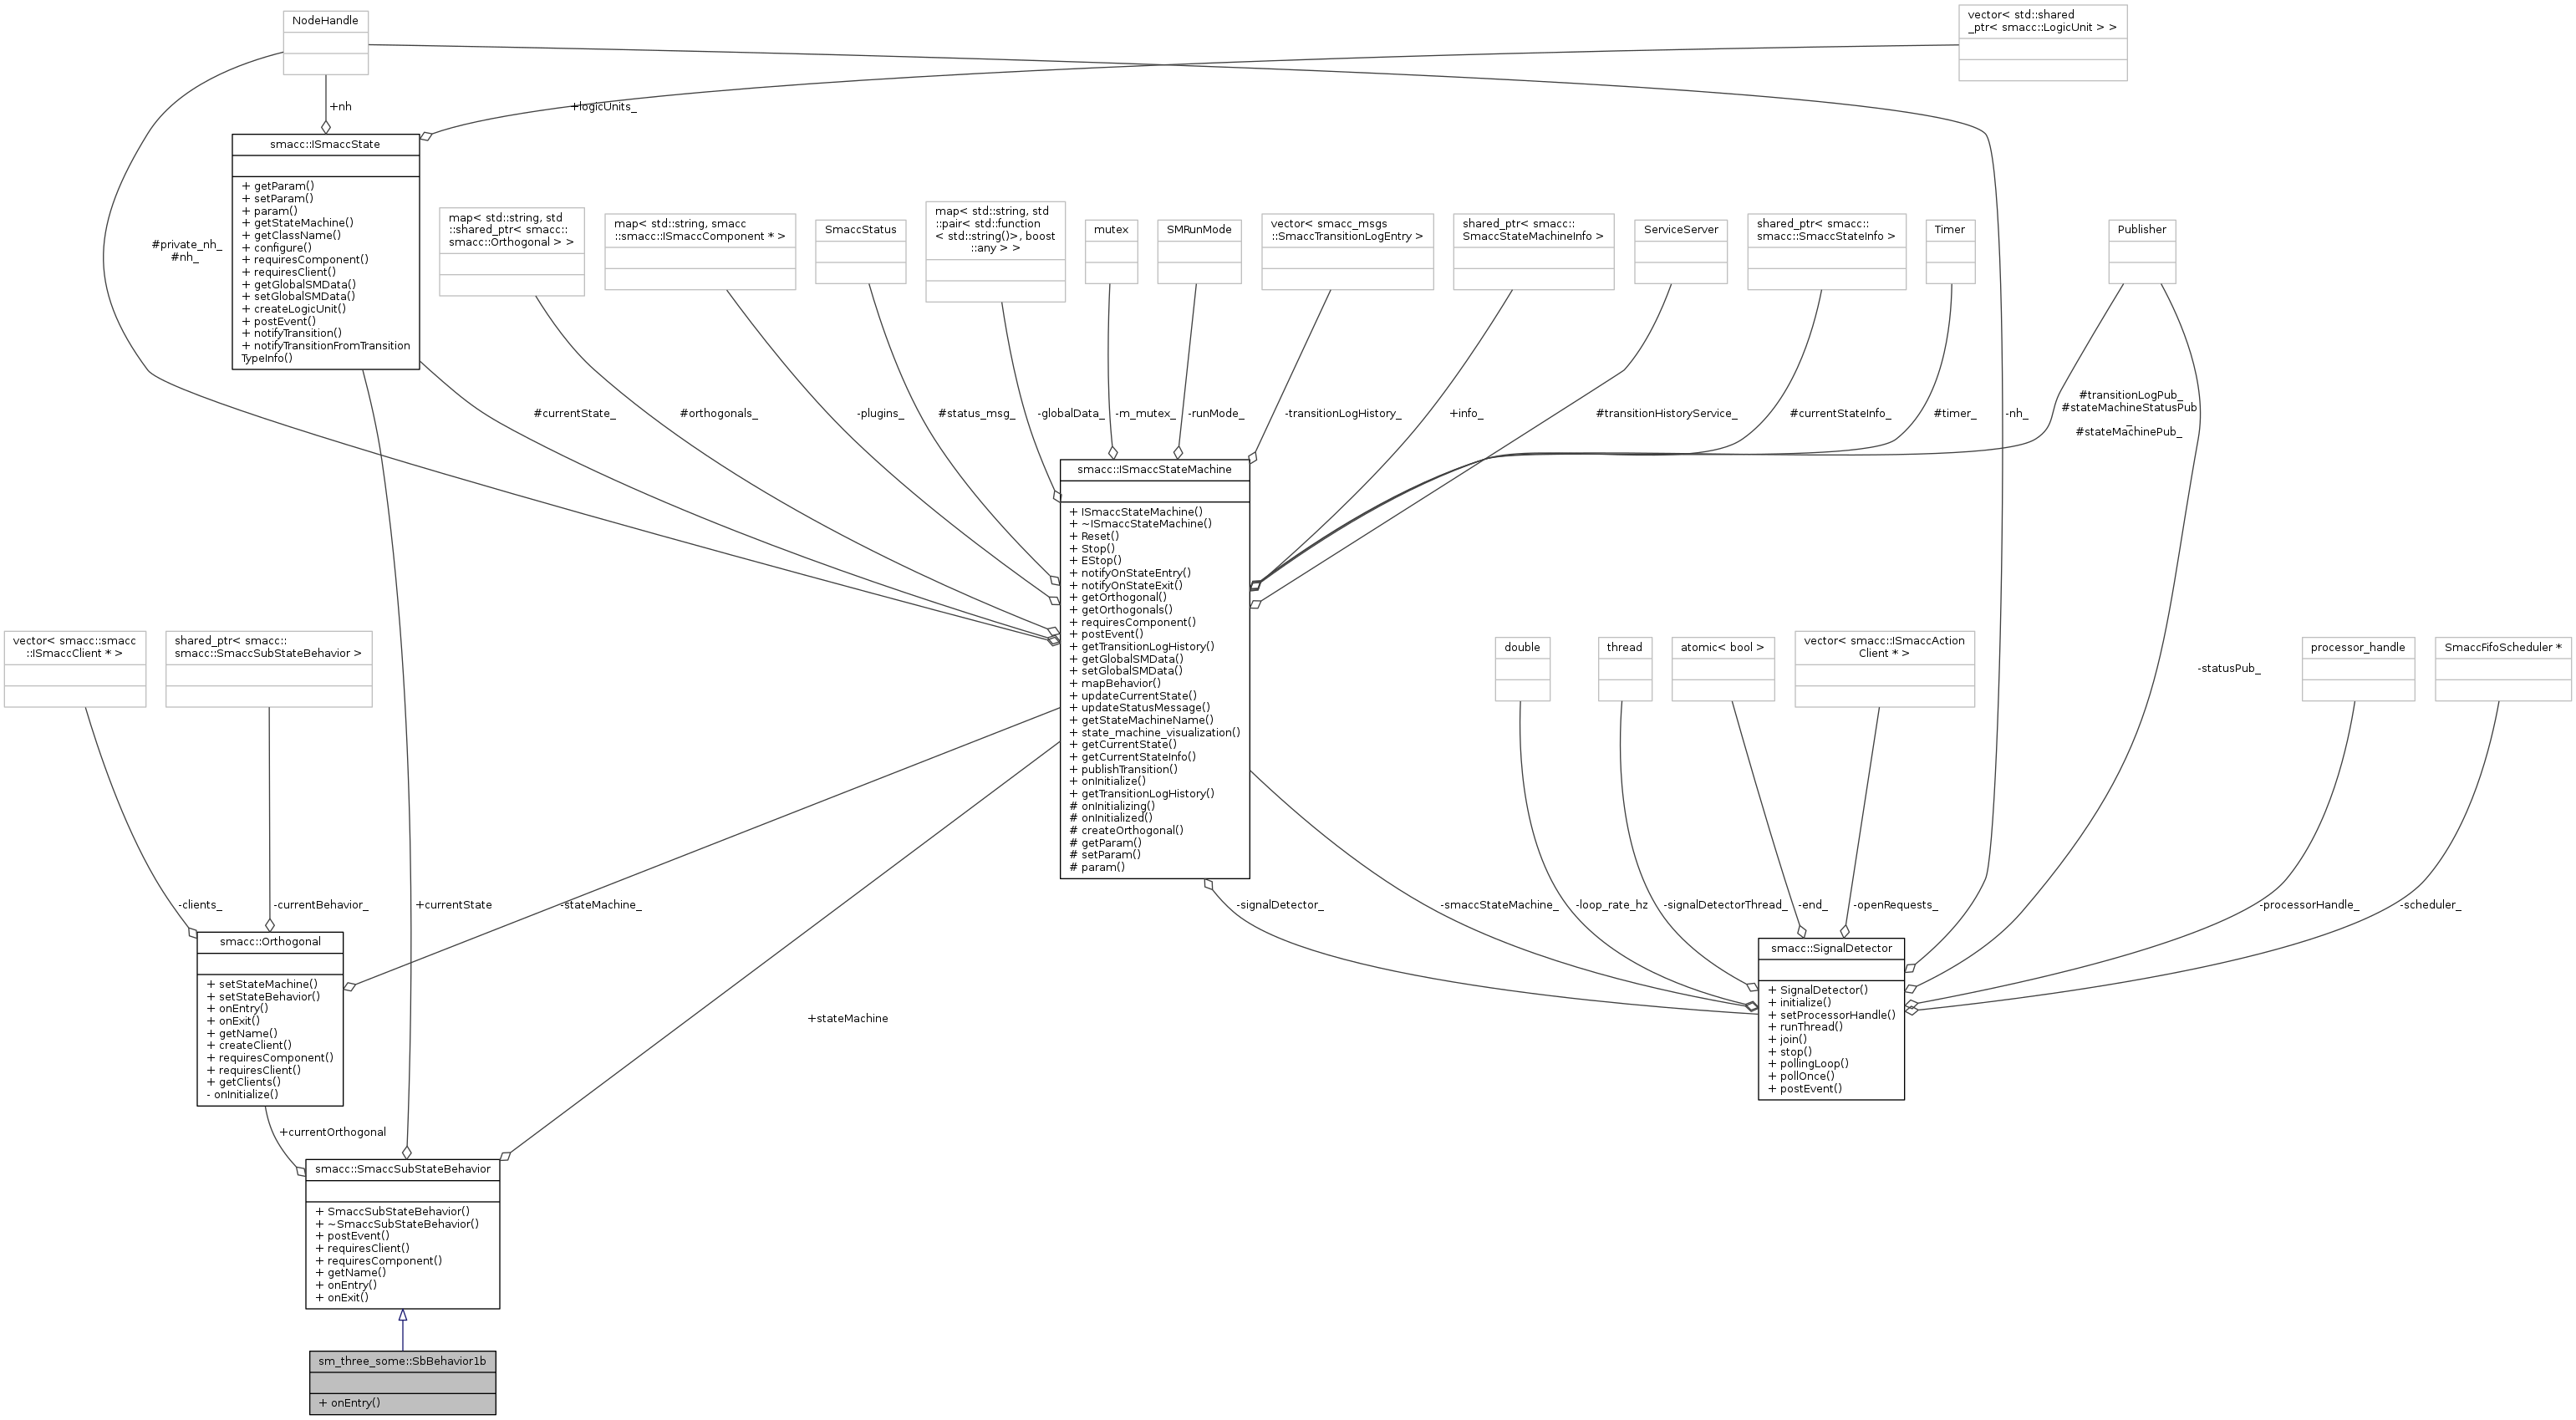 NodeHandle
vector< std::shared
_ptr< smacc::LogicUnit > >
+nh
+logicUnits_
smacc::ISmaccState
+ getParam()
+ setParam()
+ param()
+ getStateMachine()
+ getClassName()
+ configure()
+ requiresComponent()
+ requiresClient()
+ getGlobalSMData()
+ setGlobalSMData()
+ createLogicUnit()
+ postEvent()
+ notifyTransition()
+ notifyTransitionFromTransition
TypeInfo()
#private_nh_
#nh_
map< std::string, std
::shared_ptr< smacc::
smacc::Orthogonal > >
map< std::string, smacc
::smacc::ISmaccComponent * >
SmaccStatus
map< std::string, std
::pair< std::function
< std::string()>, boost
::any > >
mutex
SMRunMode
vector< smacc_msgs
::SmaccTransitionLogEntry >
shared_ptr< smacc::
SmaccStateMachineInfo >
ServiceServer
shared_ptr< smacc::
smacc::SmaccStateInfo >
Timer
Publisher
#currentState_
#orthogonals_
-plugins_
#status_msg_
-globalData_
-m_mutex_
-runMode_
-transitionLogHistory_
+info_
#transitionHistoryService_
#currentStateInfo_
#timer_
#transitionLogPub_
#stateMachineStatusPub
_
#stateMachinePub_
-nh_
smacc::ISmaccStateMachine
+ ISmaccStateMachine()
+ ~ISmaccStateMachine()
+ Reset()
+ Stop()
+ EStop()
+ notifyOnStateEntry()
+ notifyOnStateExit()
+ getOrthogonal()
+ getOrthogonals()
+ requiresComponent()
+ postEvent()
+ getTransitionLogHistory()
+ getGlobalSMData()
+ setGlobalSMData()
+ mapBehavior()
+ updateCurrentState()
+ updateStatusMessage()
+ getStateMachineName()
+ state_machine_visualization()
+ getCurrentState()
+ getCurrentStateInfo()
+ publishTransition()
+ onInitialize()
+ getTransitionLogHistory()
# onInitializing()
# onInitialized()
# createOrthogonal()
# getParam()
# setParam()
# param()
vector< smacc::smacc
::ISmaccClient * >
shared_ptr< smacc::
smacc::SmaccSubStateBehavior >
double
thread
atomic< bool >
vector< smacc::ISmaccAction
Client * >
-statusPub_
processor_handle
SmaccFifoScheduler *
-clients_
-currentBehavior_
+currentState
-stateMachine_
-signalDetector_
-smaccStateMachine_
-loop_rate_hz
-signalDetectorThread_
-end_
-openRequests_
-processorHandle_
-scheduler_
smacc::Orthogonal
+ setStateMachine()
+ setStateBehavior()
+ onEntry()
+ onExit()
+ getName()
+ createClient()
+ requiresComponent()
+ requiresClient()
+ getClients()
- onInitialize()
smacc::SignalDetector
+ SignalDetector()
+ initialize()
+ setProcessorHandle()
+ runThread()
+ join()
+ stop()
+ pollingLoop()
+ pollOnce()
+ postEvent()
+stateMachine
+currentOrthogonal
smacc::SmaccSubStateBehavior
+ SmaccSubStateBehavior()
+ ~SmaccSubStateBehavior()
+ postEvent()
+ requiresClient()
+ requiresComponent()
+ getName()
+ onEntry()
+ onExit()
sm_three_some::SbBehavior1b
+ onEntry()